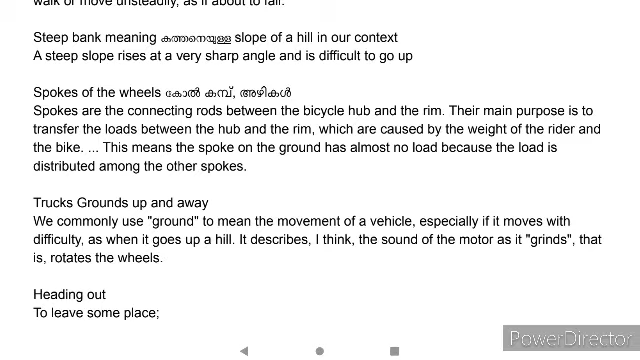 walk or move unsteadily, as if about to fall.
Steep bank meaning കുത്തനെയുള്ള slope of a hill in our context
A steep slope rises at a very sharp angle and is difficult to go up
Spokes of the wheels കോൽ കമ്പ്, അഴികൾ
Spokes are the connecting rods between the bicycle hub and the rim. Their main purpose is to
transfer the loads between the hub and the rim, which are caused by the weight of the rider and
the bike. ... This means the spoke on the ground has almost no load because the load is
distributed among the other spokes.
Trucks Grounds up and away
We commonly use "ground" to mean the movement of a vehicle, especially if it moves with
difficulty, as when it goes up a hill. It describes, I think, the sound of the motor as it "grinds", that
is, rotates the wheels.
Heading out
To leave some place;
PowerDirector